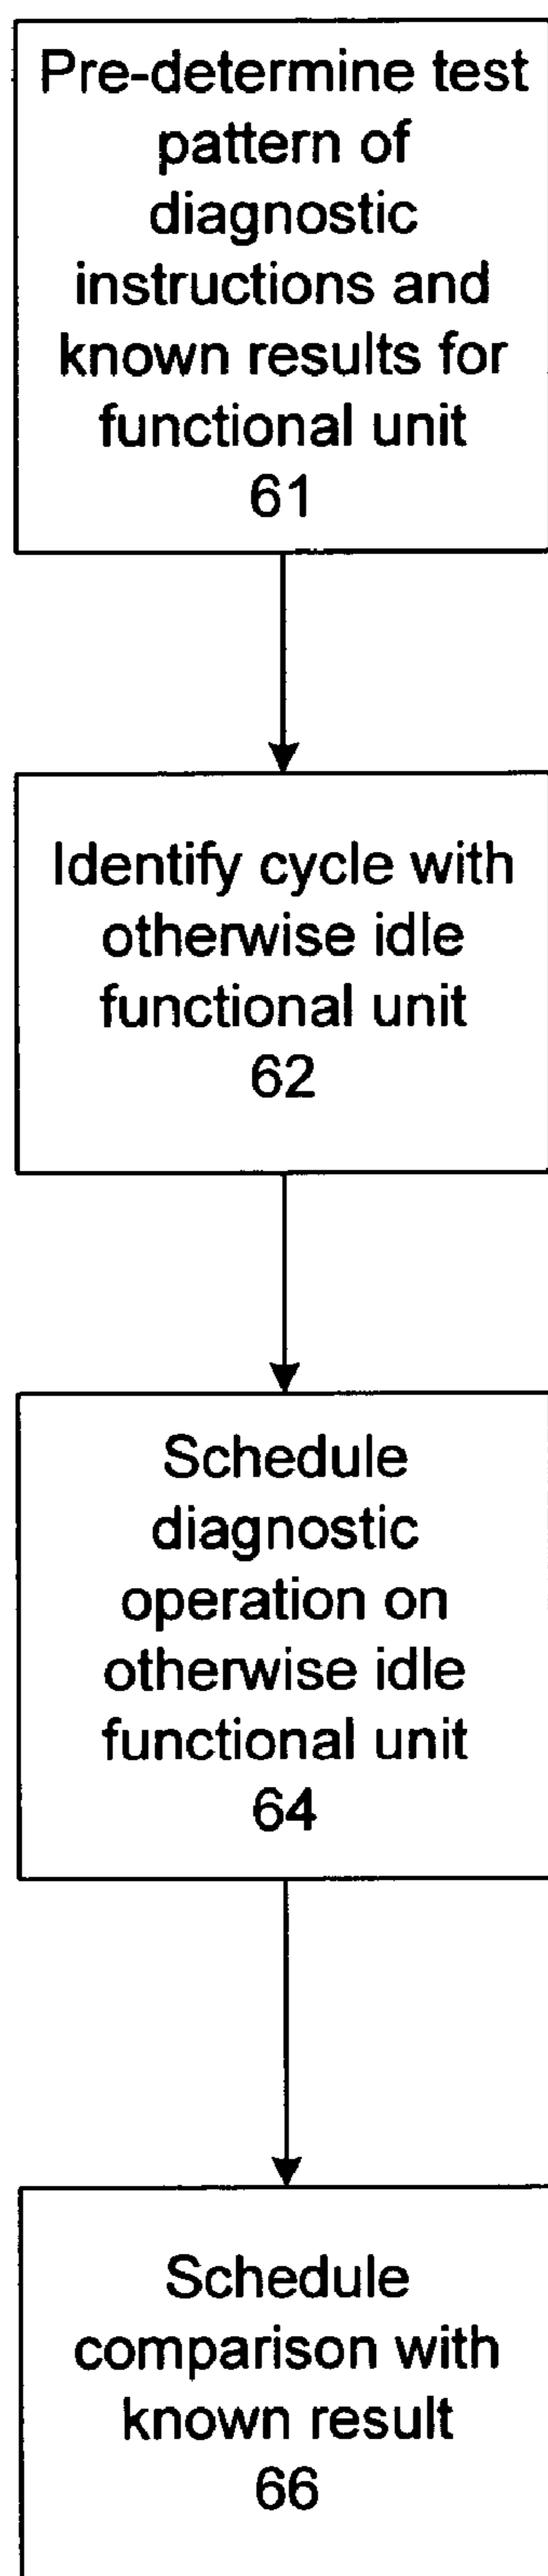 Pre-determine test
pattern of
diagnostic
instructions and
known results for
functional unit
61
Identify cycle with
otherwise idle
functional unit
62
Schedule
diagnostic
operation on
otherwise idle
functional unit
64
Schedule
comparison with
known result
66